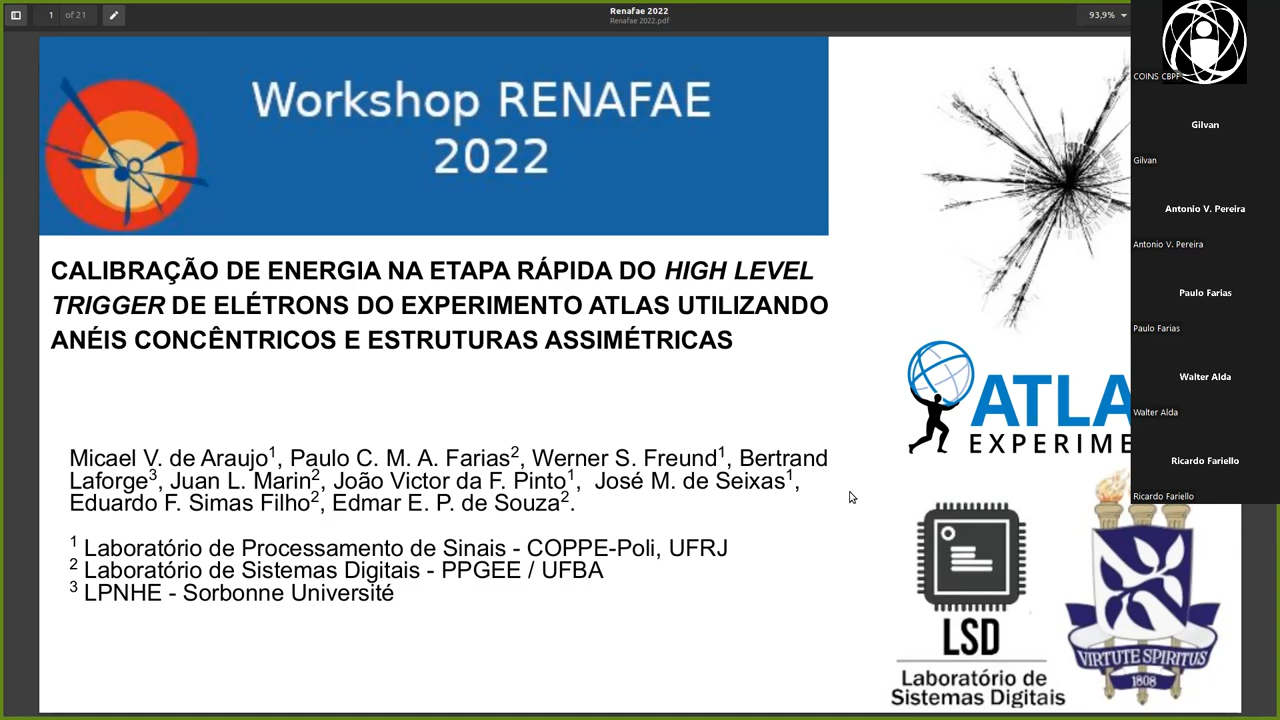 1 of 21
Renafae 2022
Renafae 2022.pdf
93,9%
Workshop RENAFAE
2022
CALIBRAÇÃO DE ENERGIA NA ETAPA RÁPIDA DO HIGH LEVEL
TRIGGER DE ELÉTRONS DO EXPERIMENTO ATLAS UTILIZANDO
ANÉIS CONCÊNTRICOS E ESTRUTURAS ASSIMÉTRICAS
Micael V. de Araujo1, Paulo C. M. A. Farias2, Werner S. Freund1, Bertrand
Laforge3, Juan L. Marin2, João Victor da F. Pinto1, José M. de Seixas1,
Eduardo F. Simas Filho2, Edmar E. P. de Souza2.
1 Laboratório de Processamento de Sinais - COPPE-Poli, UFRJ
2 Laboratório de Sistemas Digitais - PPGEE / UFBA
3 LPNHE - Sorbonne Université
ATLA
EXPERIME
LSD
Laboratório de
Sistemas Digitais
VIRTUTE SPIRITUS
1808
COINS CBPF
Gilvan
Gilvan
Antonio V. Pereira
Antonio V. Pereira
Paulo Farias
Paulo Farias
Walter Alda
Walter Alda
Ricardo Fariello
Ricardo Fariello